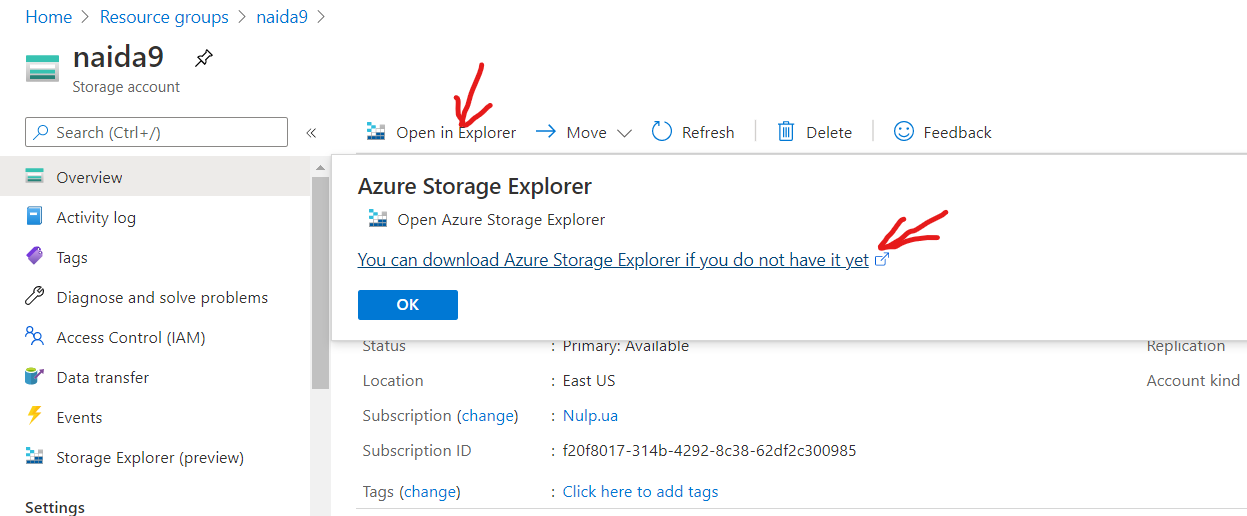 Home > Resource groups > naida9 >
naida9
Storage account
Search (Ctrl+/)
«
Open in Explorer
Move
Refresh
Delete
Feedback
Overview
Activity log
Tags
Diagnose and solve problems
Access Control (IAM)
Data transfer
Events
Storage Explorer (preview)
Settings
Azure Storage Explorer
Open Azure Storage Explorer
You can download Azure Storage Explorer if you do not have it yet
OK
Status : Primary: Available
Replication
Location : East US
Account kind
Subscription (change) : Nulp.ua
Subscription ID : f20f8017-314b-4292-8c38-62df2c300985
Tags (change) : Click here to add tags